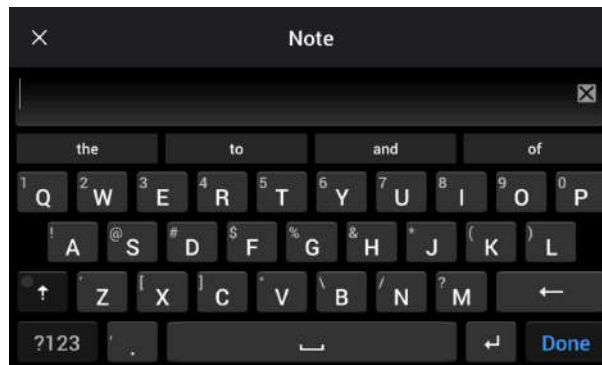 Note
the to and of
1 Q 2 W 3 E 4 R 5 T 6 Y 7 U 8 I 9 O 0 P
! A @ S # D $ F % G & H * J ( K ) L
' Z [ X ] C V \ B / N ? M
?123 ' . Done